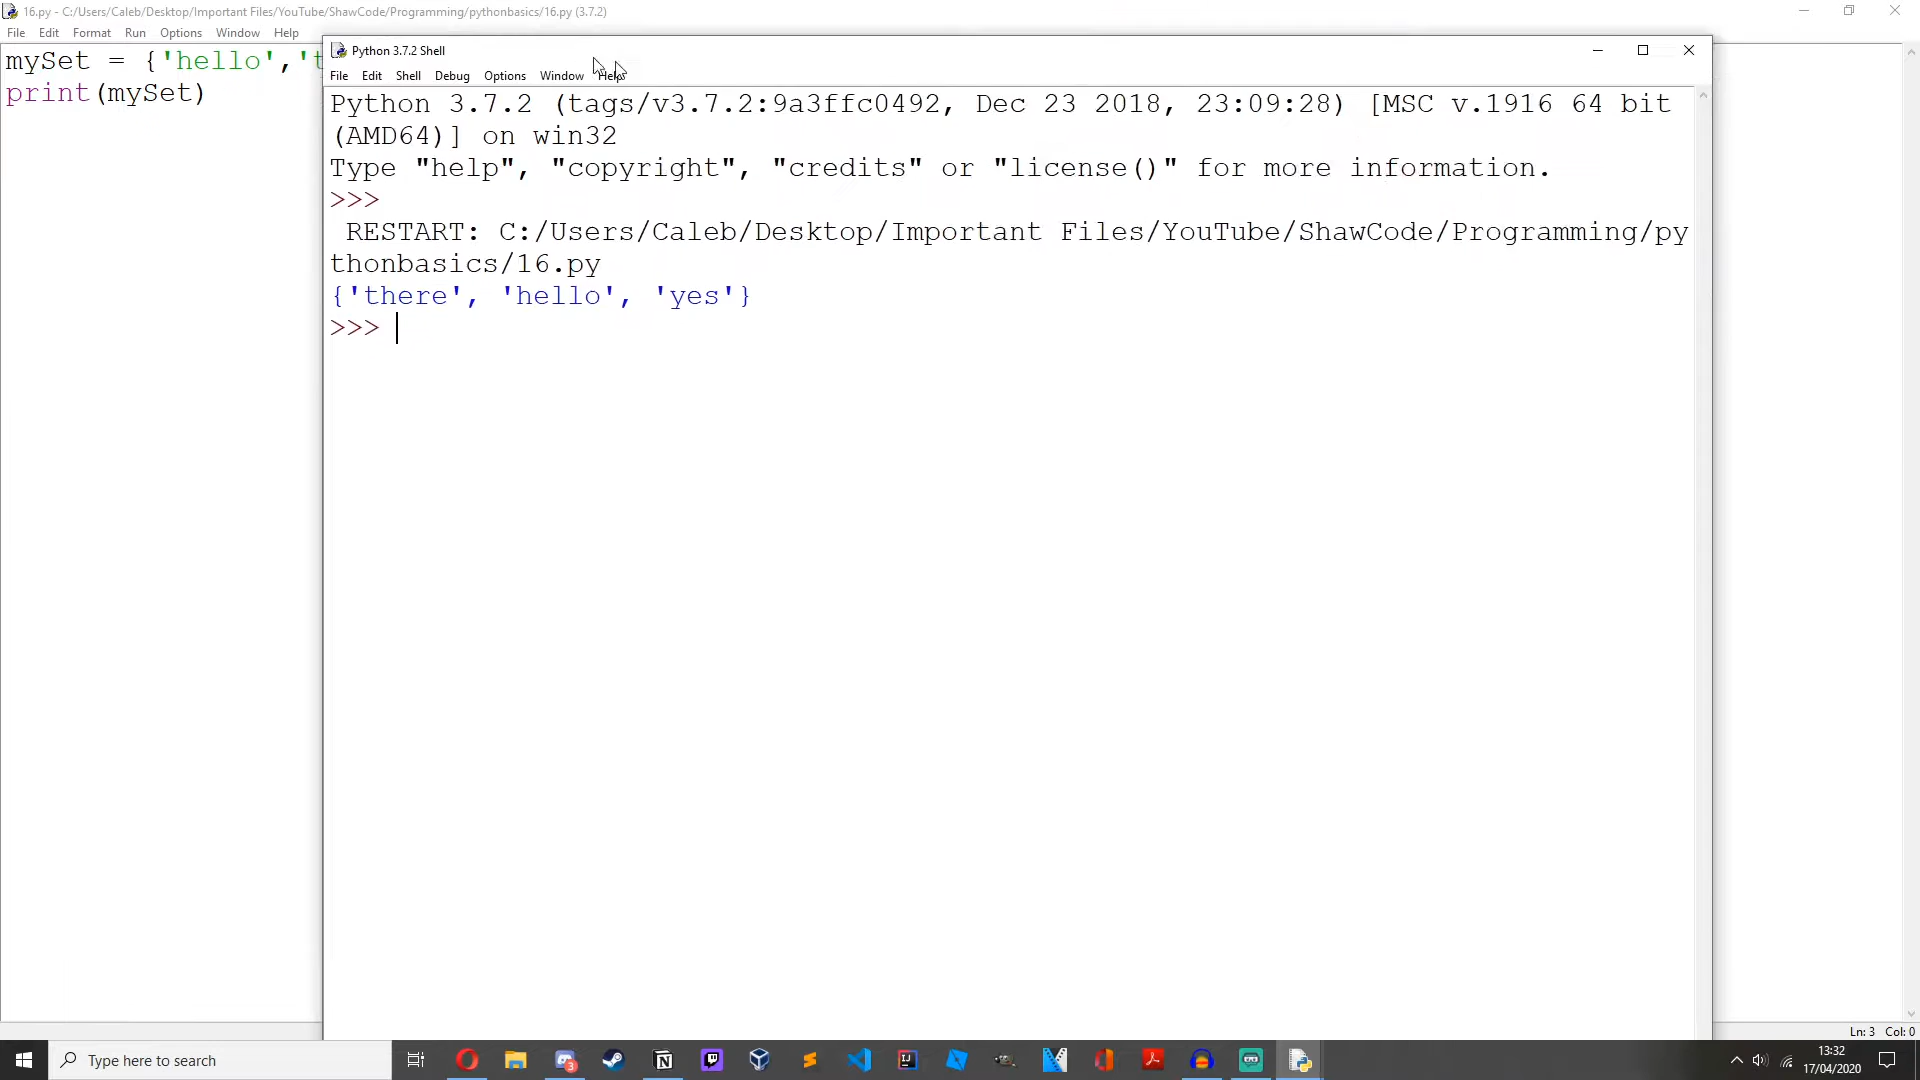 16.py - C:/Users/Caleb/Desktop/Important Files/YouTube/ShawCode/Programming/pythonbasics/16.py (3.7.2)
File Edit Format Run Options Window Help
mySet = {'hello','t
print(mySet)
Python 3.7.2 Shell
File Edit Shell Debug Options Window Help
Python 3.7.2 (tags/v3.7.2:9a3ffc0492, Dec 23 2018, 23:09:28) [MSC v.1916 64 bit
(AMD64)] on win32
Type "help", "copyright", "credits" or "license()" for more information.
>>>
RESTART: C:/Users/Caleb/Desktop/Important Files/YouTube/ShawCode/Programming/py
thonbasics/16.py
{'there', 'hello', 'yes'}
>>>
Ln: 3 Col: 0
Type here to search
3
13:32
17/04/2020